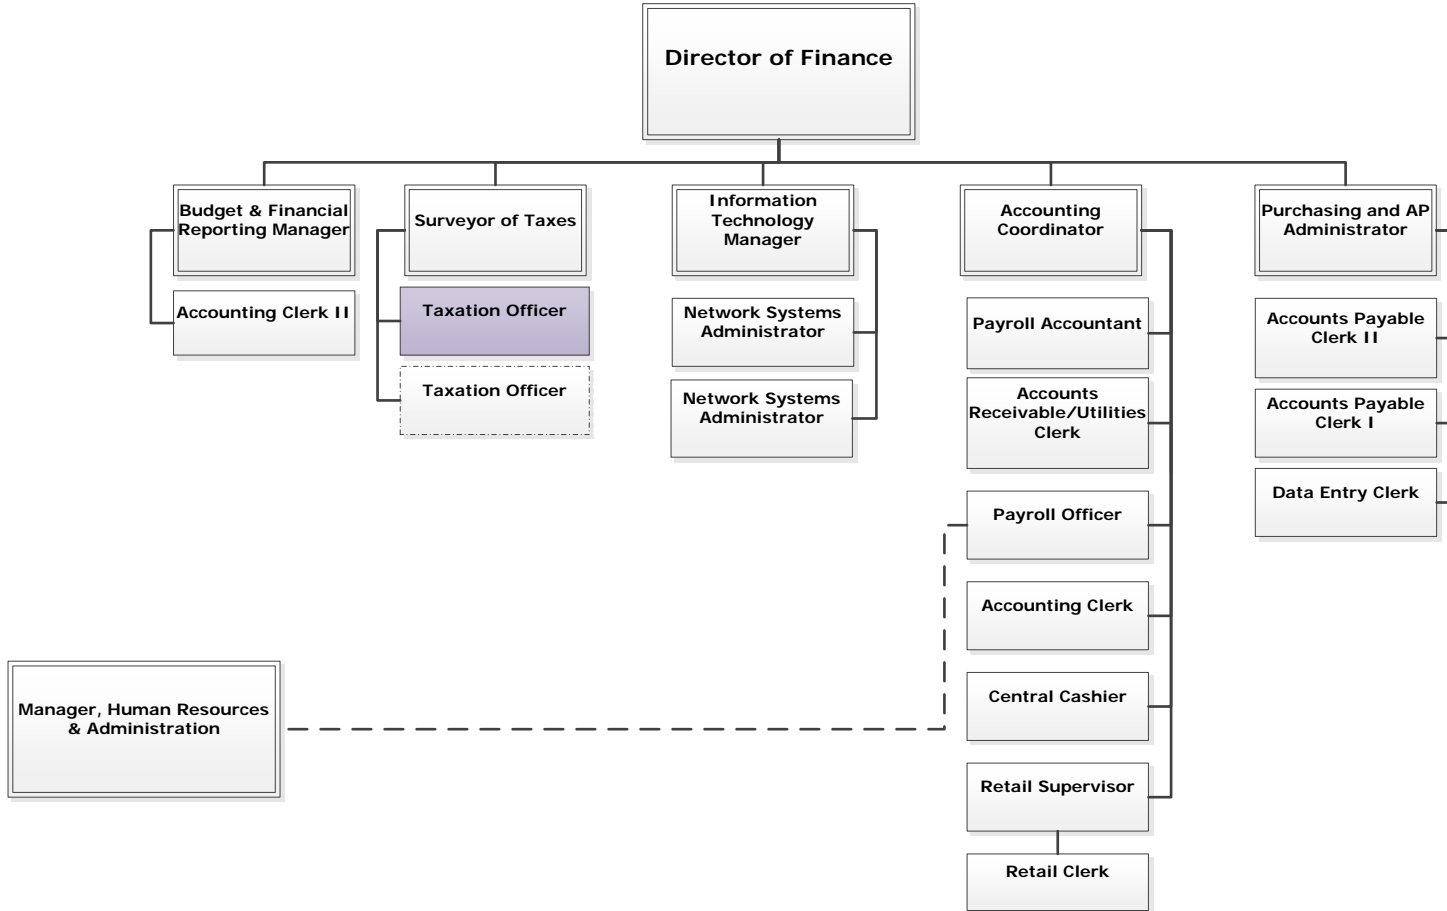 Director of Finance
Budget & Financial
Reporting Manager
Accounting Clerk II
Surveyor of Taxes
Taxation Officer
Taxation Officer
Information
Technology
Manager
Network Systems
Administrator
Network Systems
Administrator
Accounting
Coordinator
Payroll Accountant
Accounts
Receivable/Utilities
Clerk
Payroll Officer
Accounting Clerk
Central Cashier
Retail Supervisor
Retail Clerk
Purchasing and AP
Administrator
Accounts Payable
Clerk II
Accounts Payable
Clerk I
Data Entry Clerk
Manager, Human Resources
& Administration